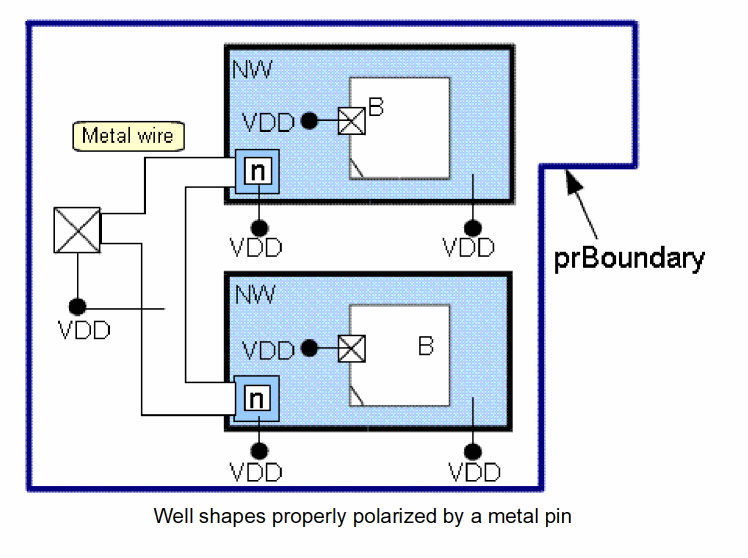 NW
B
VDD
Metal wire
n
VDD
VDD
prBoundary
NW
VDD
VDD
B
n
VDD
VDD
Well shapes properly polarized by a metal pin